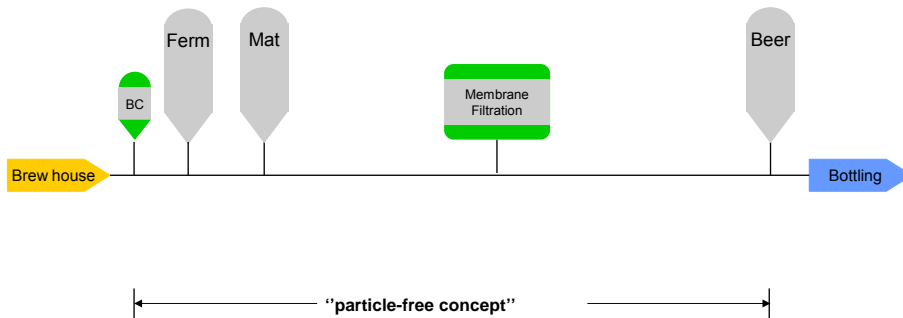 Ferm
Mat
Beer
BC
Membrane
Filtration
Brew house
Bottling
‘’particle-free concept’’